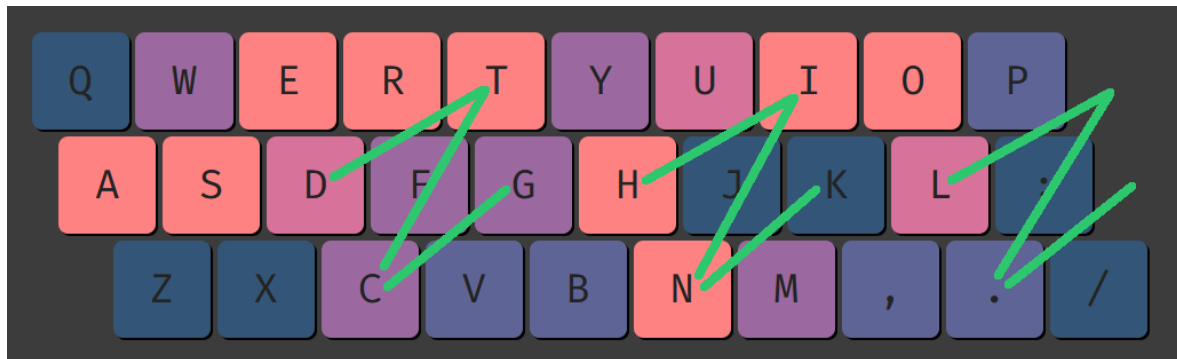 Q W E R T Y U I O P
A S D F G H J K L ;
Z X C V B N M , . /